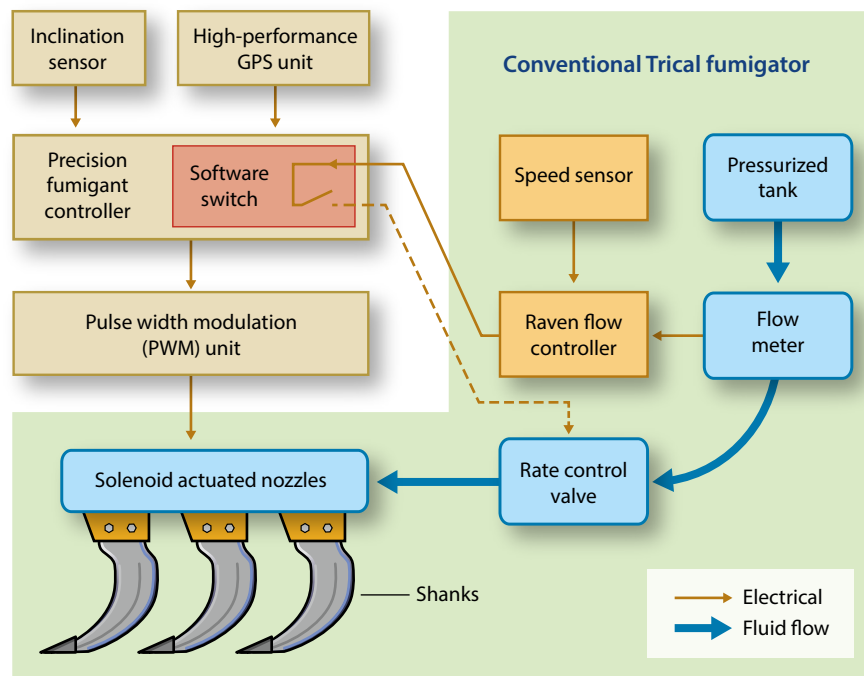 Inclination
sensor
High-performance
GPS unit
Conventional Trical fumigator
Precision
fumigant
controller
Software
switch
Speed sensor
Pressurized
tank
Pulse width modulation
(PWM) unit
Raven flow
controller
Flow
meter
Solenoid actuated nozzles
Rate control
valve
Shanks
Electrical
Fluid flow